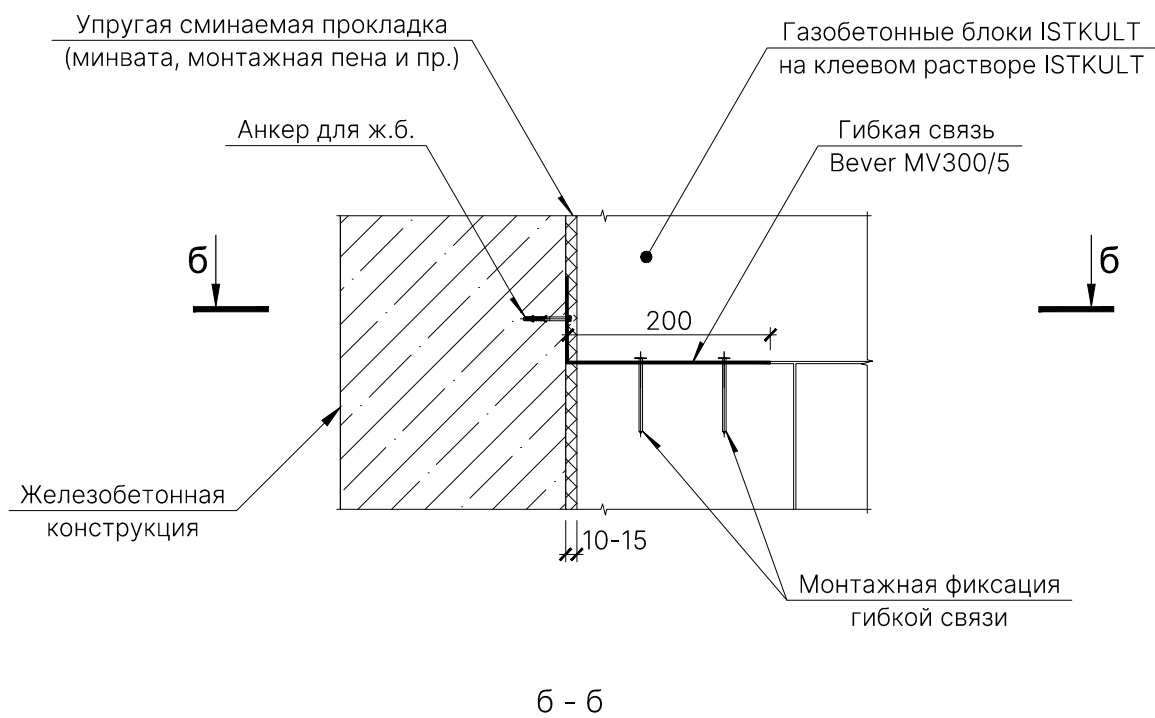 Упругая сминаемая прокладка
(минвата, монтажная пена и пр.)
Газобетонные блоки ISTKULT
на клеевом растворе ISTKULT
Анкер для ж.б.
Гибкая связь
Bever MV300/5
б
б
200
Железобетонная
конструкция
10-15
Монтажная фиксация
гибкой связи
б - б